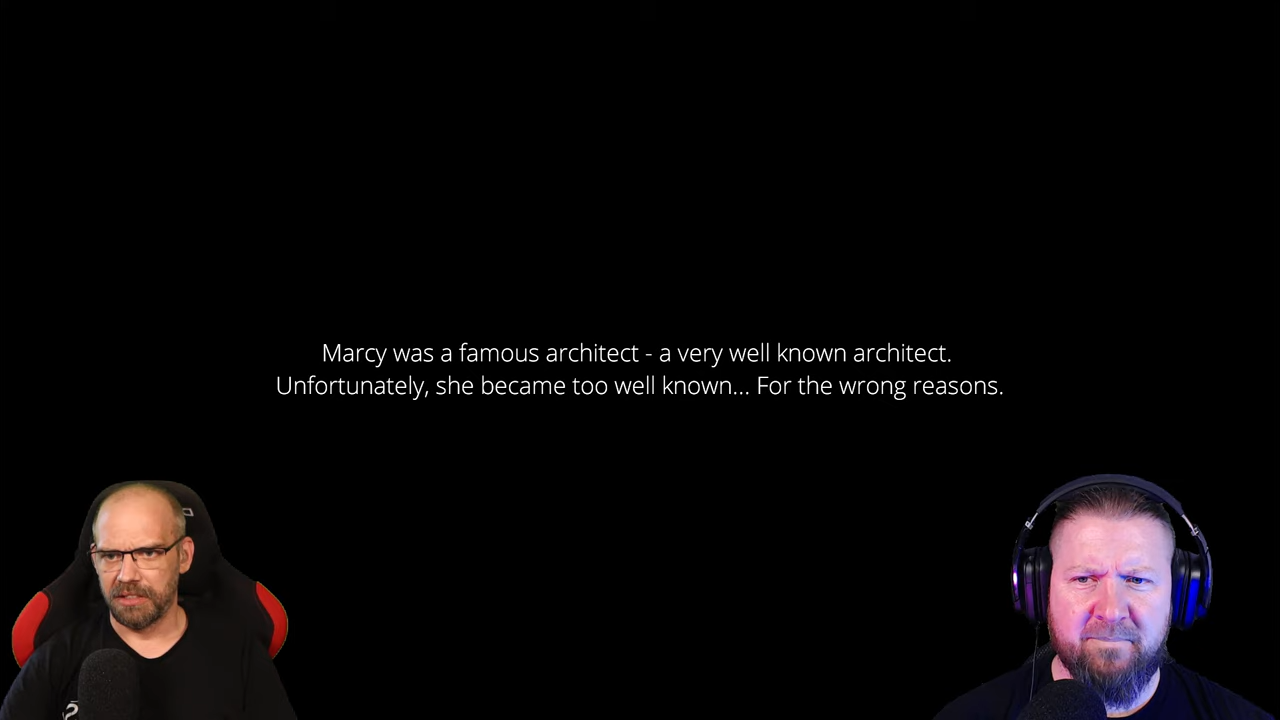 Marcy was a famous architect - a very well known architect.
Unfortunately, she became too well known... For the wrong reasons.